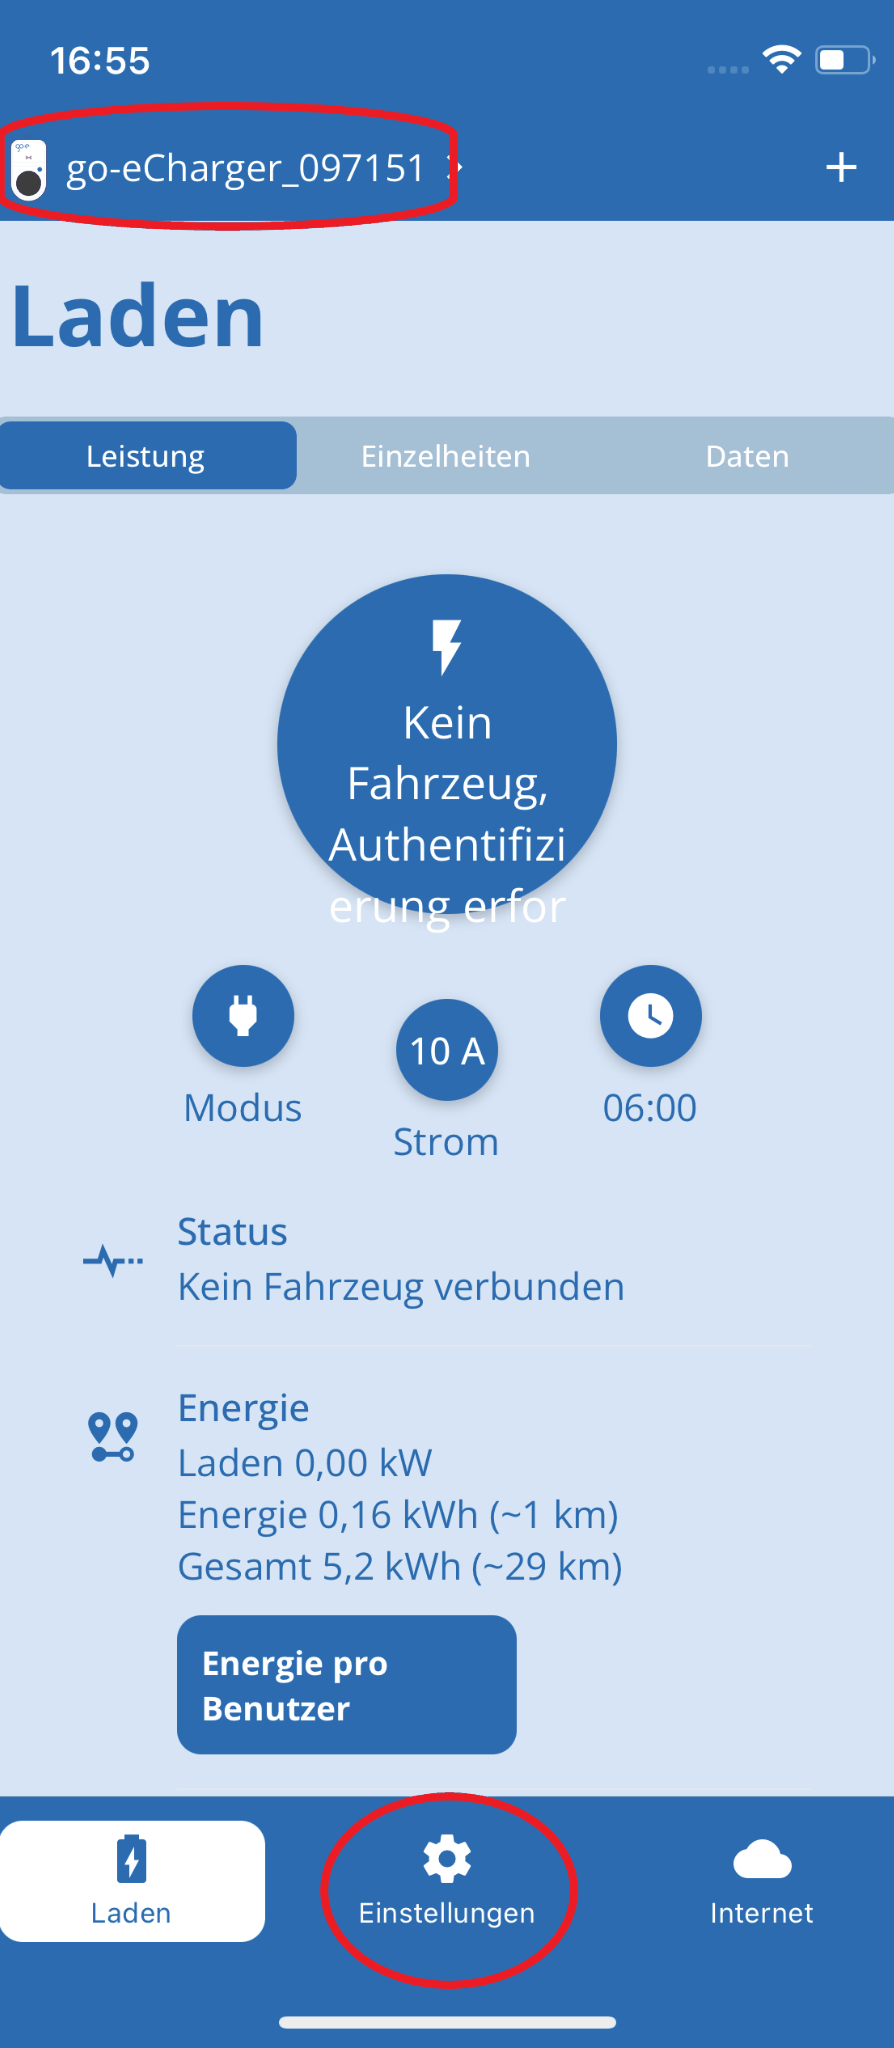 16:55
go-e
go-eCharger_097151
Laden
Leistung
Einzelheiten
Daten
Kein
Fahrzeug,
Authentifizi
erung erfor
10 A
Modus
Strom
06:00
Status
Kein Fahrzeug verbunden
Energie
Laden 0,00 kW
Energie 0,16 kWh (~1 km)
Gesamt 5,2 kWh (~29 km)
Energie pro
Benutzer
Laden
Einstellungen
Internet